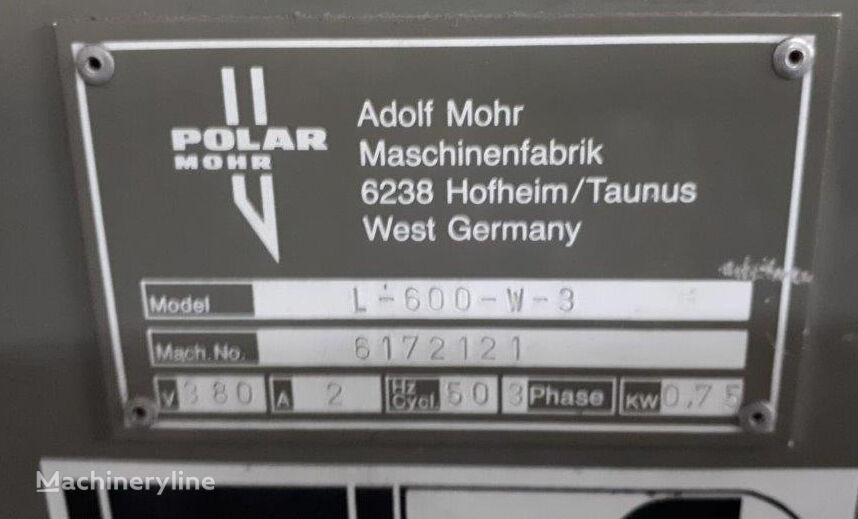 POLAR
MOHR
Adolf Mohr
Maschinenfabrik
6238 Hofheim/Taunus
West Germany
Model L-600-W-3
Mach.No. 6172121
V 380 A 2 Hz Cycl. 50 3 Phase KW 0,75
Machineryline